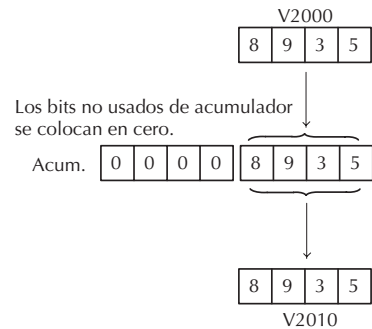 V2000
8 9 3 5
Los bits no usados de acumulador
se colocan en cero.
Acum. 0 0 0 0 8 9 3 5
8 9 3 5
V2010